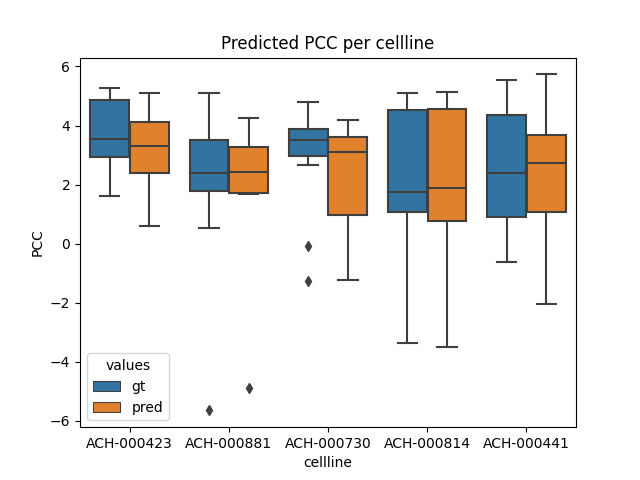 Predicted PCC per cellline
6
4
2
0
−2
−4
−6
PCC
values
gt
pred
ACH-000423 ACH-000881 ACH-000730 ACH-000814 ACH-000441
cellline